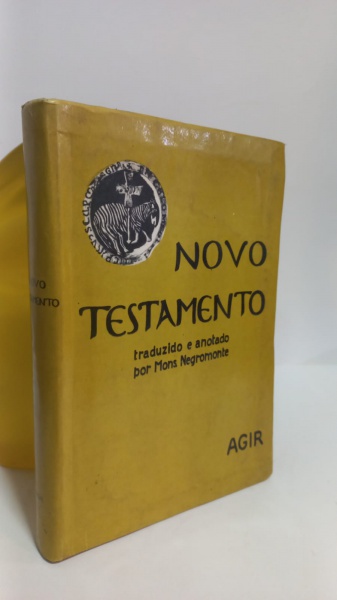 NOVO
TESTAMENTO
traduzido e anotado
por Mons. Negromonte
AGIR